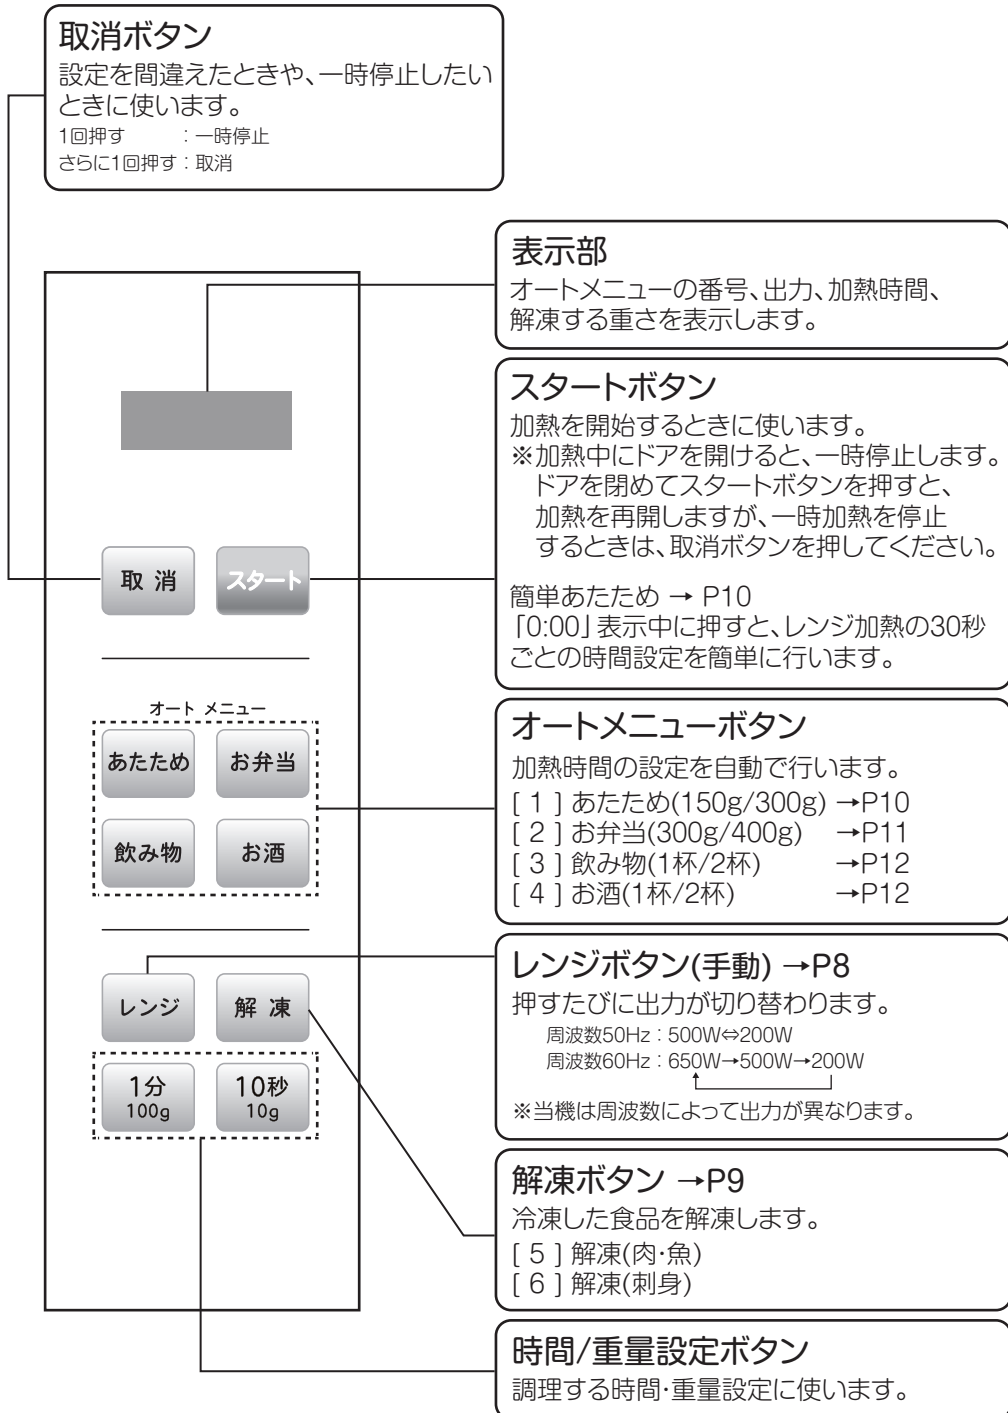 取消ボタン
設定を間違えたときや、一時停止したい
ときに使います。
1回押す　　　：一時停止
さらに1回押す：取消
表示部
オートメニューの番号、出力、加熱時間、
解凍する重さを表示します。
スタートボタン
加熱を開始するときに使います。
※加熱中にドアを開けると、一時停止します。
ドアを閉めてスタートボタンを押すと、
加熱を再開しますが、一時加熱を停止
するときは、取消ボタンを押してください。
簡単あたため → P10
「0:00」表示中に押すと、レンジ加熱の30秒
ごとの時間設定を簡単に行います。
取 消
スタート
オート メニュー
あたため
お弁当
飲み物
お酒
オートメニューボタン
加熱時間の設定を自動で行います。
[ 1 ] あたため(150g/300g) →P10
[ 2 ] お弁当(300g/400g) →P11
[ 3 ] 飲み物(1杯/2杯) →P12
[ 4 ] お酒(1杯/2杯) →P12
レンジ
解 凍
1分
100g
10秒
10g
レンジボタン(手動) →P8
押すたびに出力が切り替わります。
周波数50Hz：500W⇔200W
周波数60Hz：650W→500W→200W
※当機は周波数によって出力が異なります。
解凍ボタン →P9
冷凍した食品を解凍します。
[ 5 ] 解凍(肉・魚)
[ 6 ] 解凍(刺身)
時間/重量設定ボタン
調理する時間・重量設定に使います。